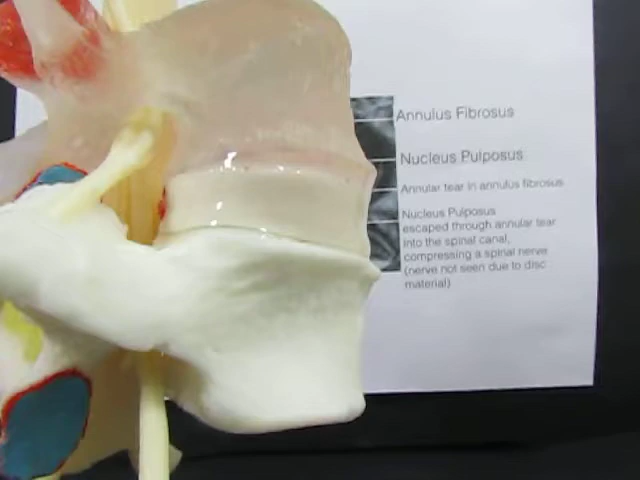 Annulus Fibrosus
Nucleus Pulposus
Annular tear in annulus fibrosus
Nucleus Pulposus
escaped through annular tear
into the spinal canal,
compressing a spinal nerve
(nerve not seen due to disc
material)